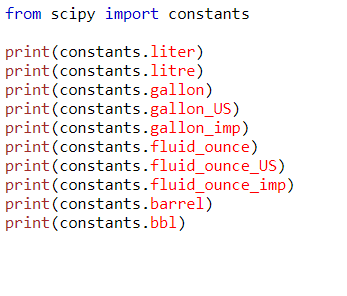 from scipy import constants
print(constants.liter)
print(constants.litre)
print(constants.gallon)
print(constants.gallon_US)
print(constants.gallon_imp)
print(constants.fluid_ounce)
print(constants.fluid_ounce_US)
print(constants.fluid_ounce_imp)
print(constants.barrel)
print(constants.bbl)